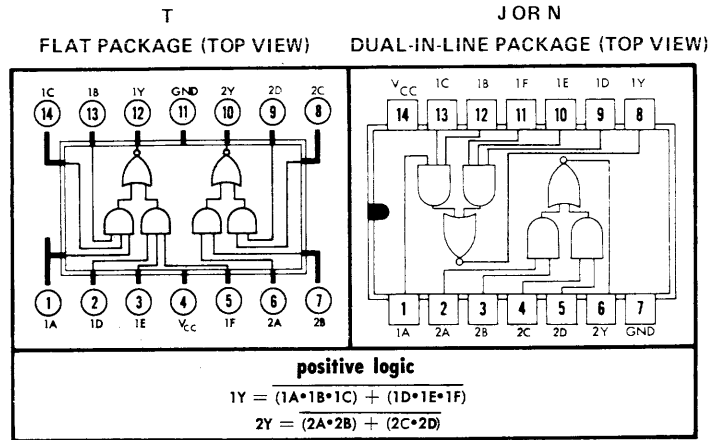 T
FLAT PACKAGE (TOP VIEW)
1C 1B 1Y GND 2Y 2D 2C
14 13 12 11 10 9 8
1 2 3 4 5 6 7
1A 1D 1E VCC 1F 2A 2B
J OR N
DUAL-IN-LINE PACKAGE (TOP VIEW)
VCC 1C 1B 1F 1E 1D 1Y
14 13 12 11 10 9 8
1 2 3 4 5 6 7
1A 2A 2B 2C 2D 2Y GND
positive logic
1Y = (1A•1B•1C) + (1D•1E•1F)
2Y = (2A•2B) + (2C•2D)